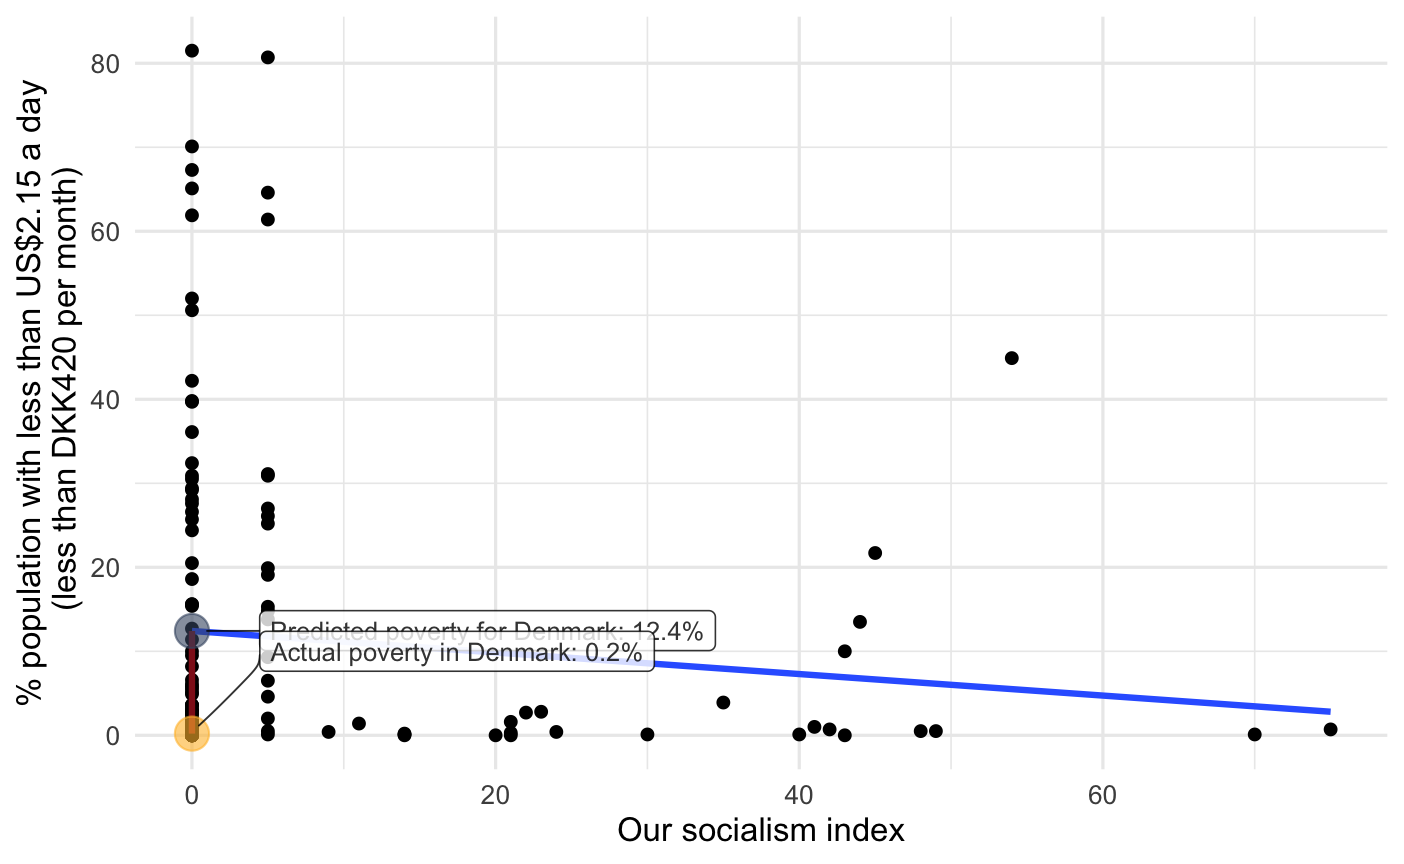 % population with less than US$2.15 a day
(less than DKK420 per month)
80
60
40
20
0
Predicted poverty for Denmark: 12.4%
Actual poverty in Denmark: 0.2%
0
20
40
60
Our socialism index